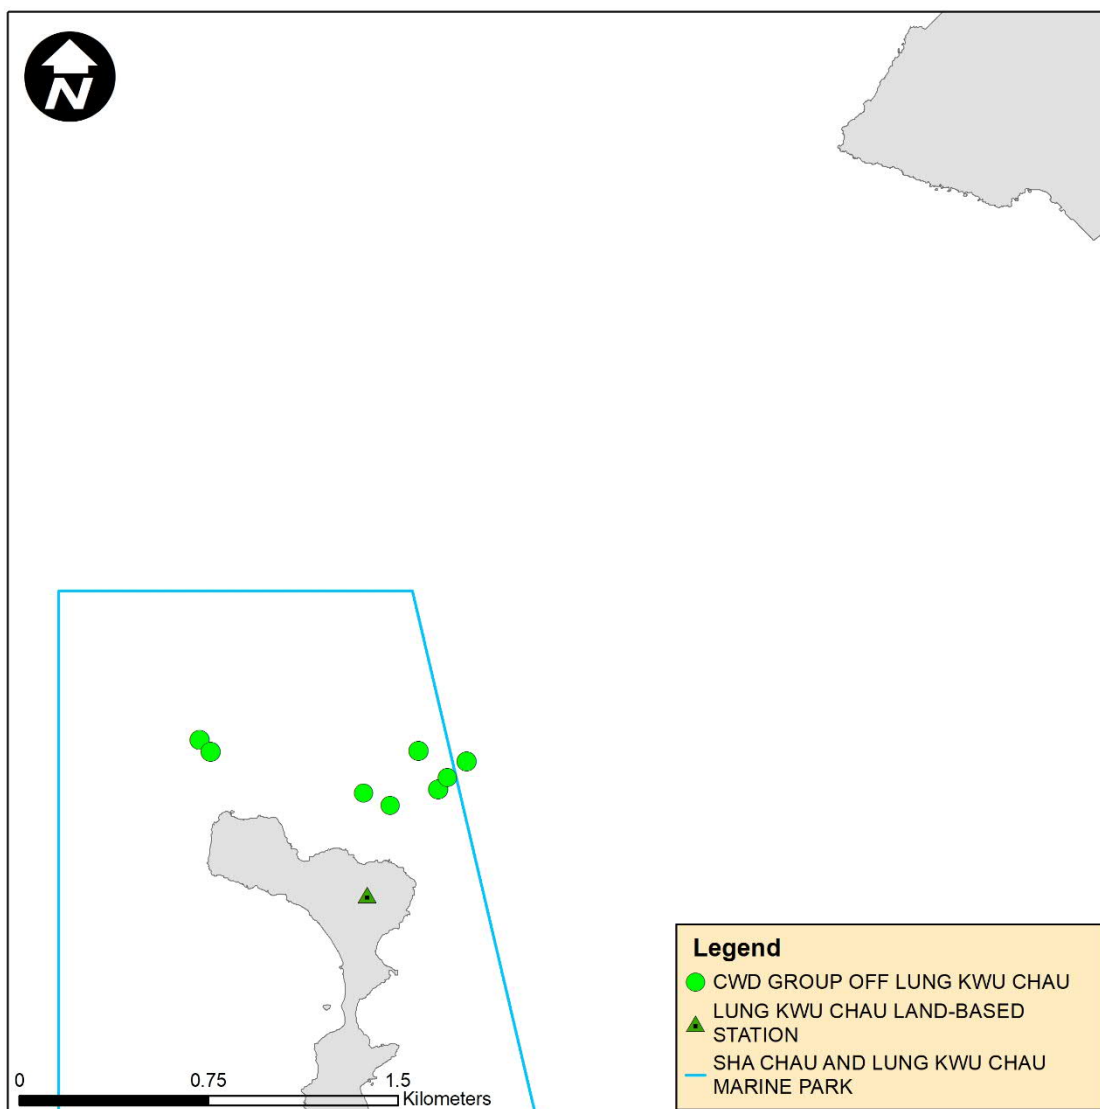 N
Legend
CWD GROUP OFF LUNG KWU CHAU
LUNG KWU CHAU LAND-BASED
STATION
SHA CHAU AND LUNG KWU CHAU
MARINE PARK
0 0.75 1.5
Kilometers